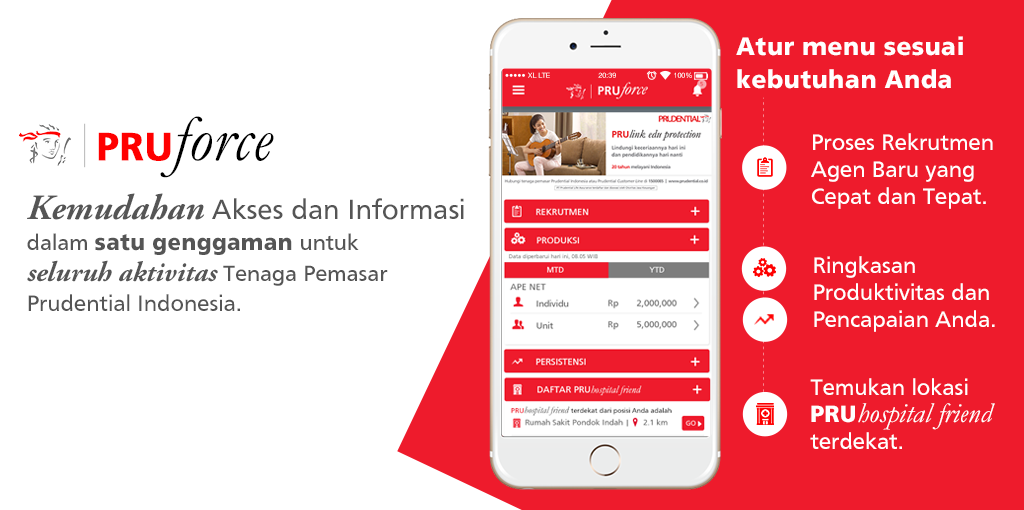 PRUforce
Kemudahan Akses dan Informasi
dalam satu genggaman untuk
seluruh aktivitas Tenaga Pemasar
Prudential Indonesia.
XL LTE 20:39 100%
PRUforce
PRUDENTIAL
PRUlink edu protection
Lindungi keceriaannya hari ini
dan pendidikannya hari nanti!
20 tahun melayani Indonesia
Hubungi tenaga pemasar Prudential Indonesia atau Prudential Customer Line di 1500085 | www.prudential.co.id
REKRUTMEN +
PRODUKSI +
Data diperbarui hari ini, 08.05 WIB
MTD YTD
APE NET
Individu Rp 2,000,000
Unit Rp 5,000,000
PERSISTENSI +
DAFTAR PRUhospital friend +
PRUhospital friend terdekat dari posisi Anda adalah
Rumah Sakit Pondok Indah | 2.1 km GO
Atur menu sesuai
kebutuhan Anda
Proses Rekrutmen
Agen Baru yang
Cepat dan Tepat.
Ringkasan
Produktivitas dan
Pencapaian Anda.
Temukan lokasi
PRUhospital friend
terdekat.